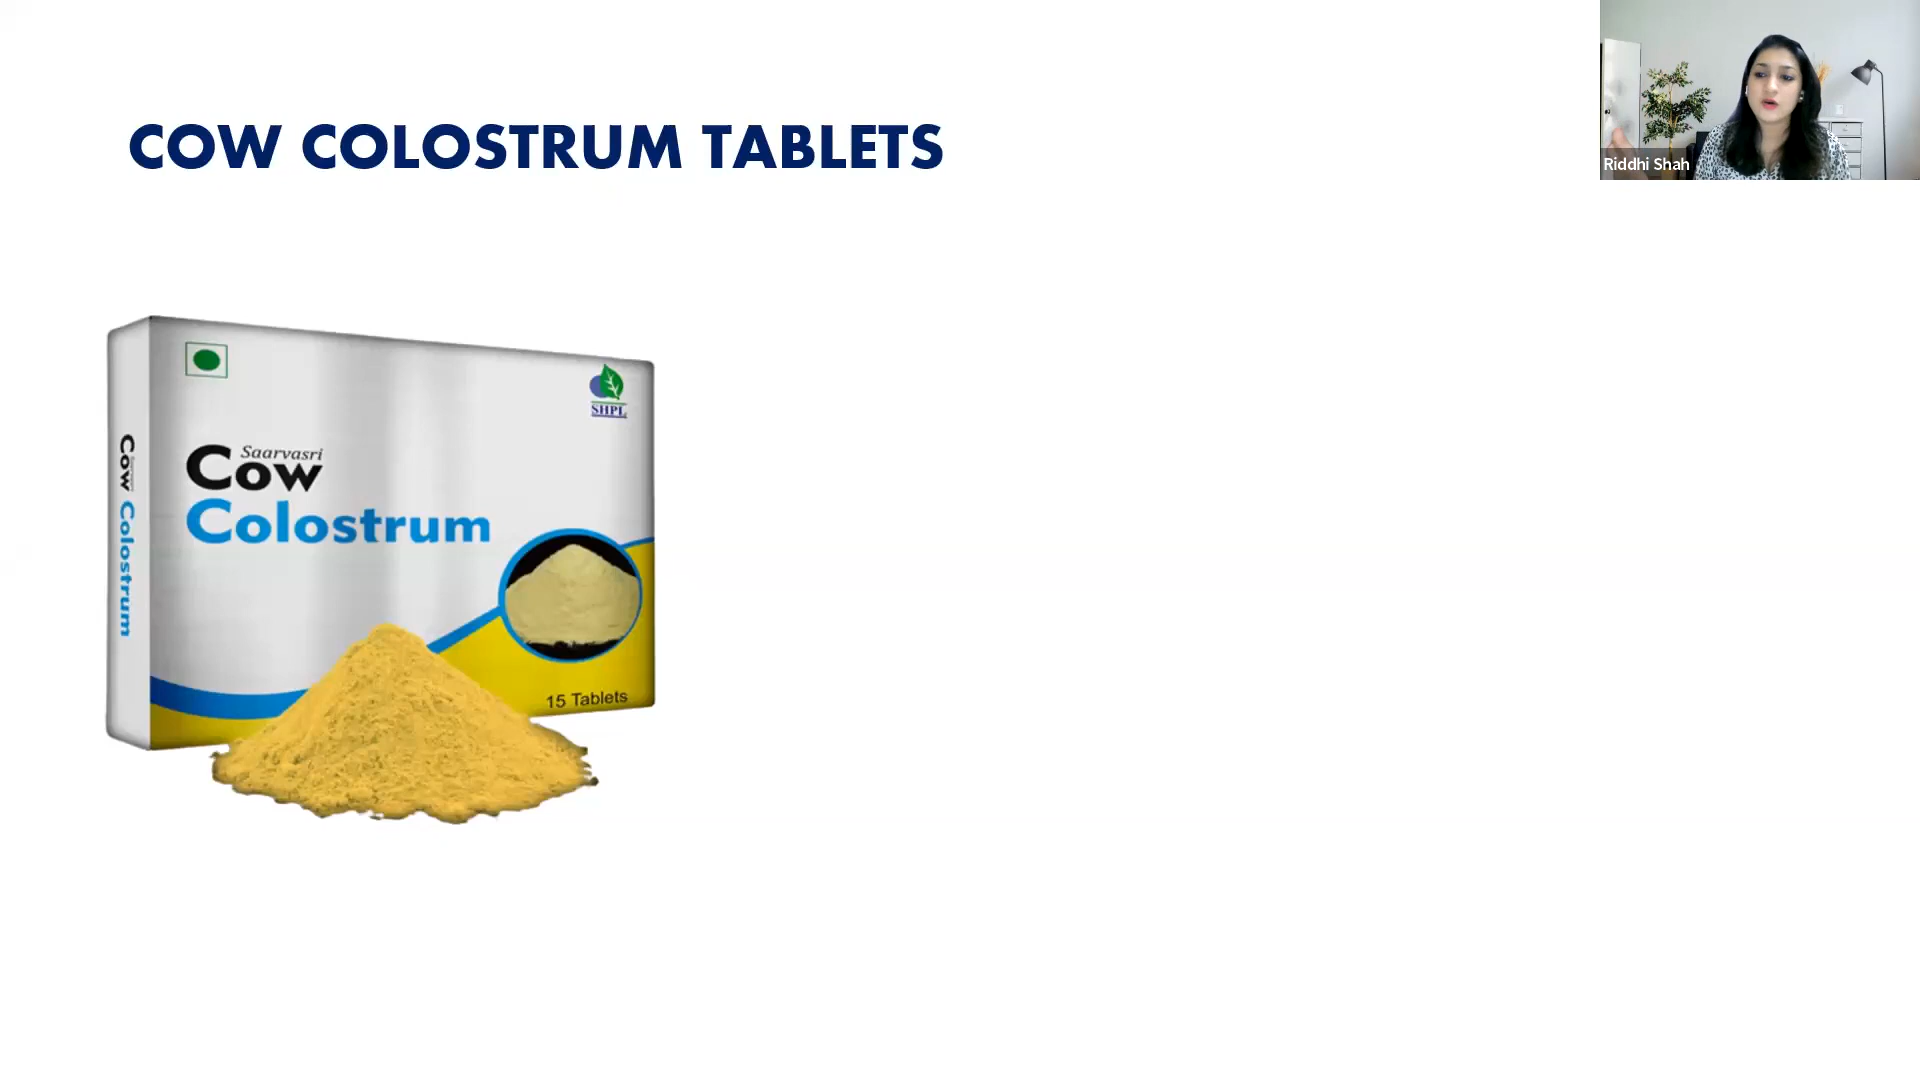 COW COLOSTRUM TABLETS
Riddhi Shah
SHPL
Saarvasri
Cow
Colostrum
15 Tablets
Cow Colostrum